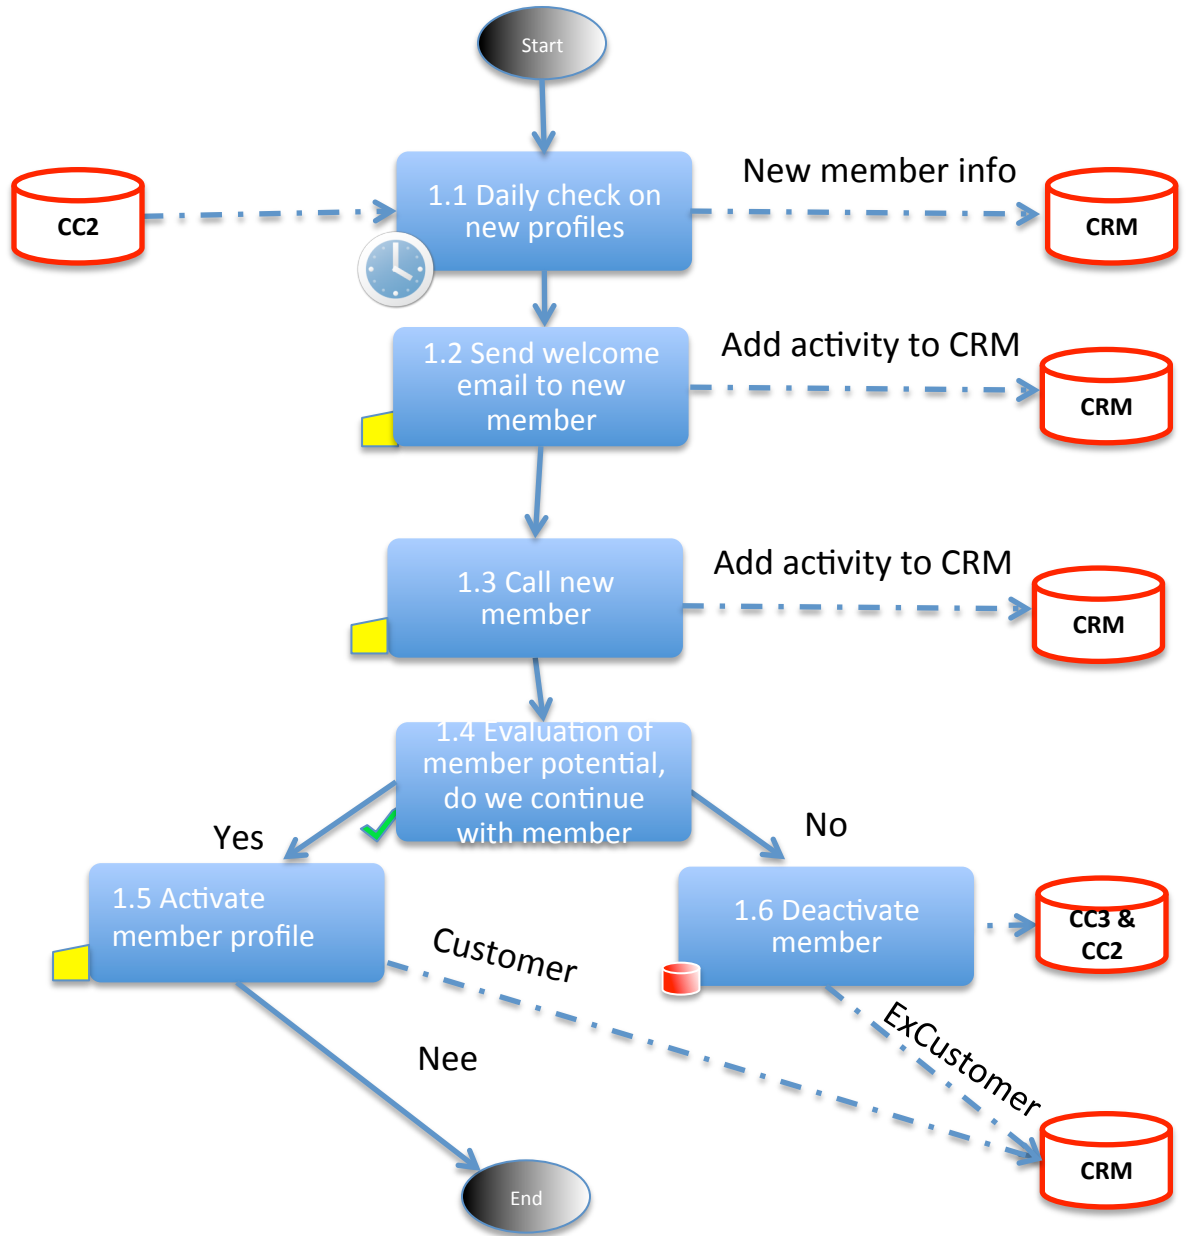 Start
New member info
1.1 Daily check on
new profiles
CC2
CRM
Add activity to CRM
1.2 Send welcome
email to new
member
CRM
Add activity to CRM
1.3 Call new
member
CRM
1.4 Evaluation of
member potential,
do we continue
with member
Yes
No
1.5 Activate
member profile
1.6 Deactivate
member
CC3 &
CC2
Customer
ExCustomer
Nee
CRM
End